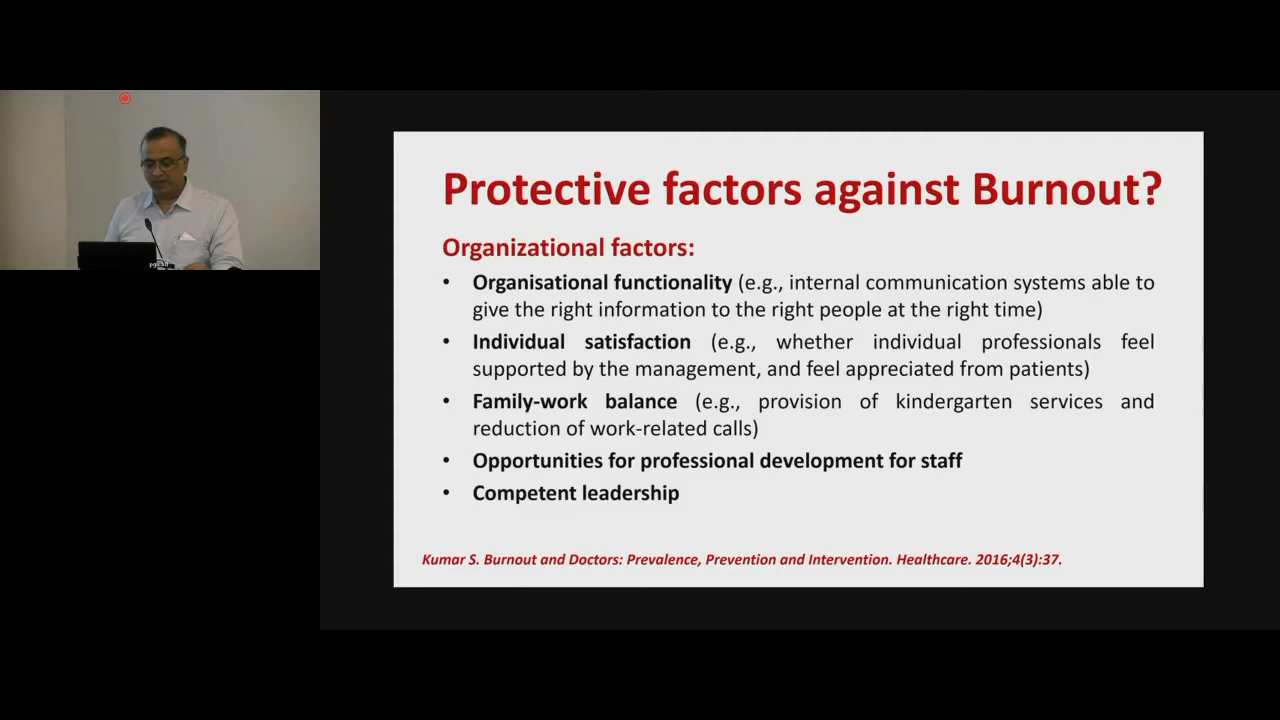 Protective factors against Burnout?
Organizational factors:
• Organisational functionality (e.g., internal communication systems able to
give the right information to the right people at the right time)
• Individual satisfaction (e.g., whether individual professionals feel
supported by the management, and feel appreciated from patients)
• Family-work balance (e.g., provision of kindergarten services and
reduction of work-related calls)
• Opportunities for professional development for staff
• Competent leadership
Kumar S. Burnout and Doctors: Prevalence, Prevention and Intervention. Healthcare. 2016;4(3):37.